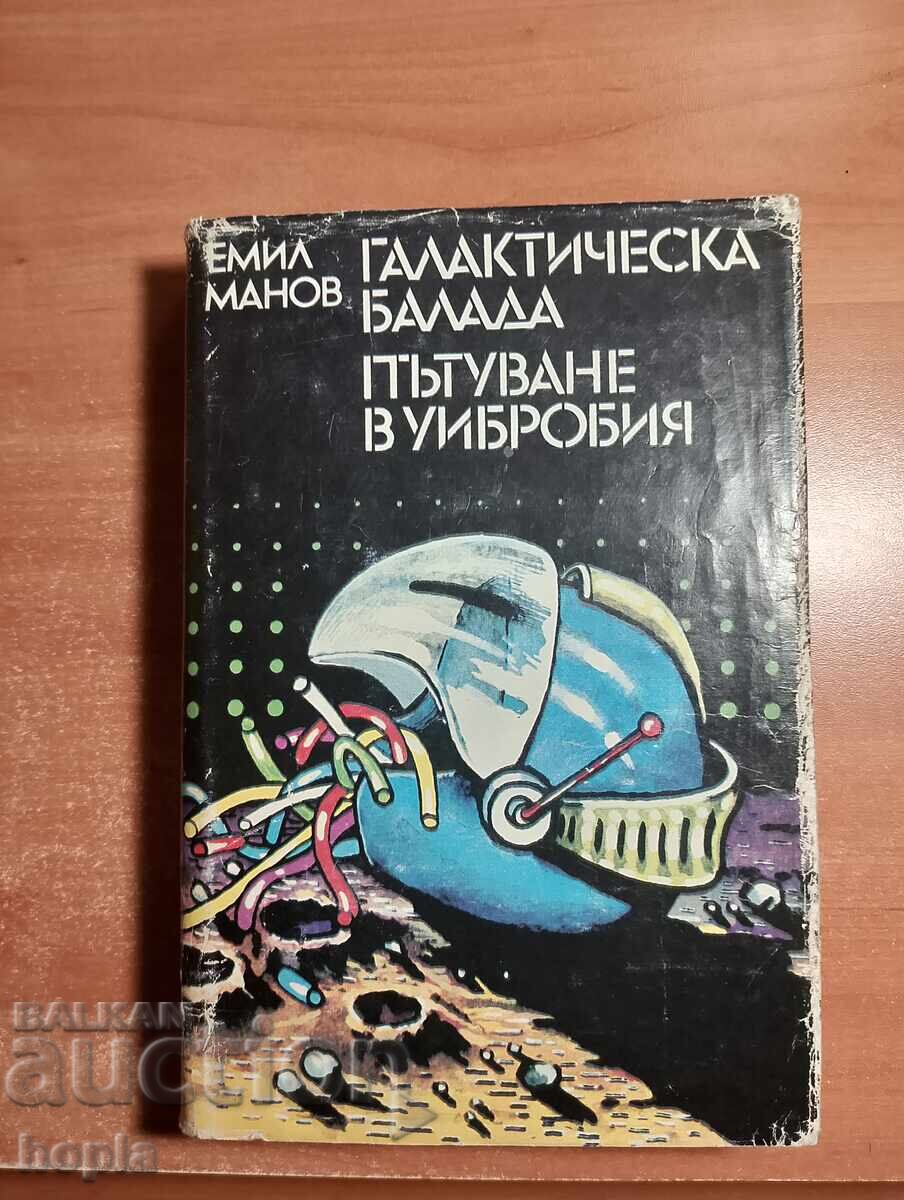 ЕМИЛ
МАНОВ
ГАЛАКТИЧЕСКА
БАЛАДА
ПЪТУВАНЕ
В УИБРОБИЯ
BALKAN
auction
hopla